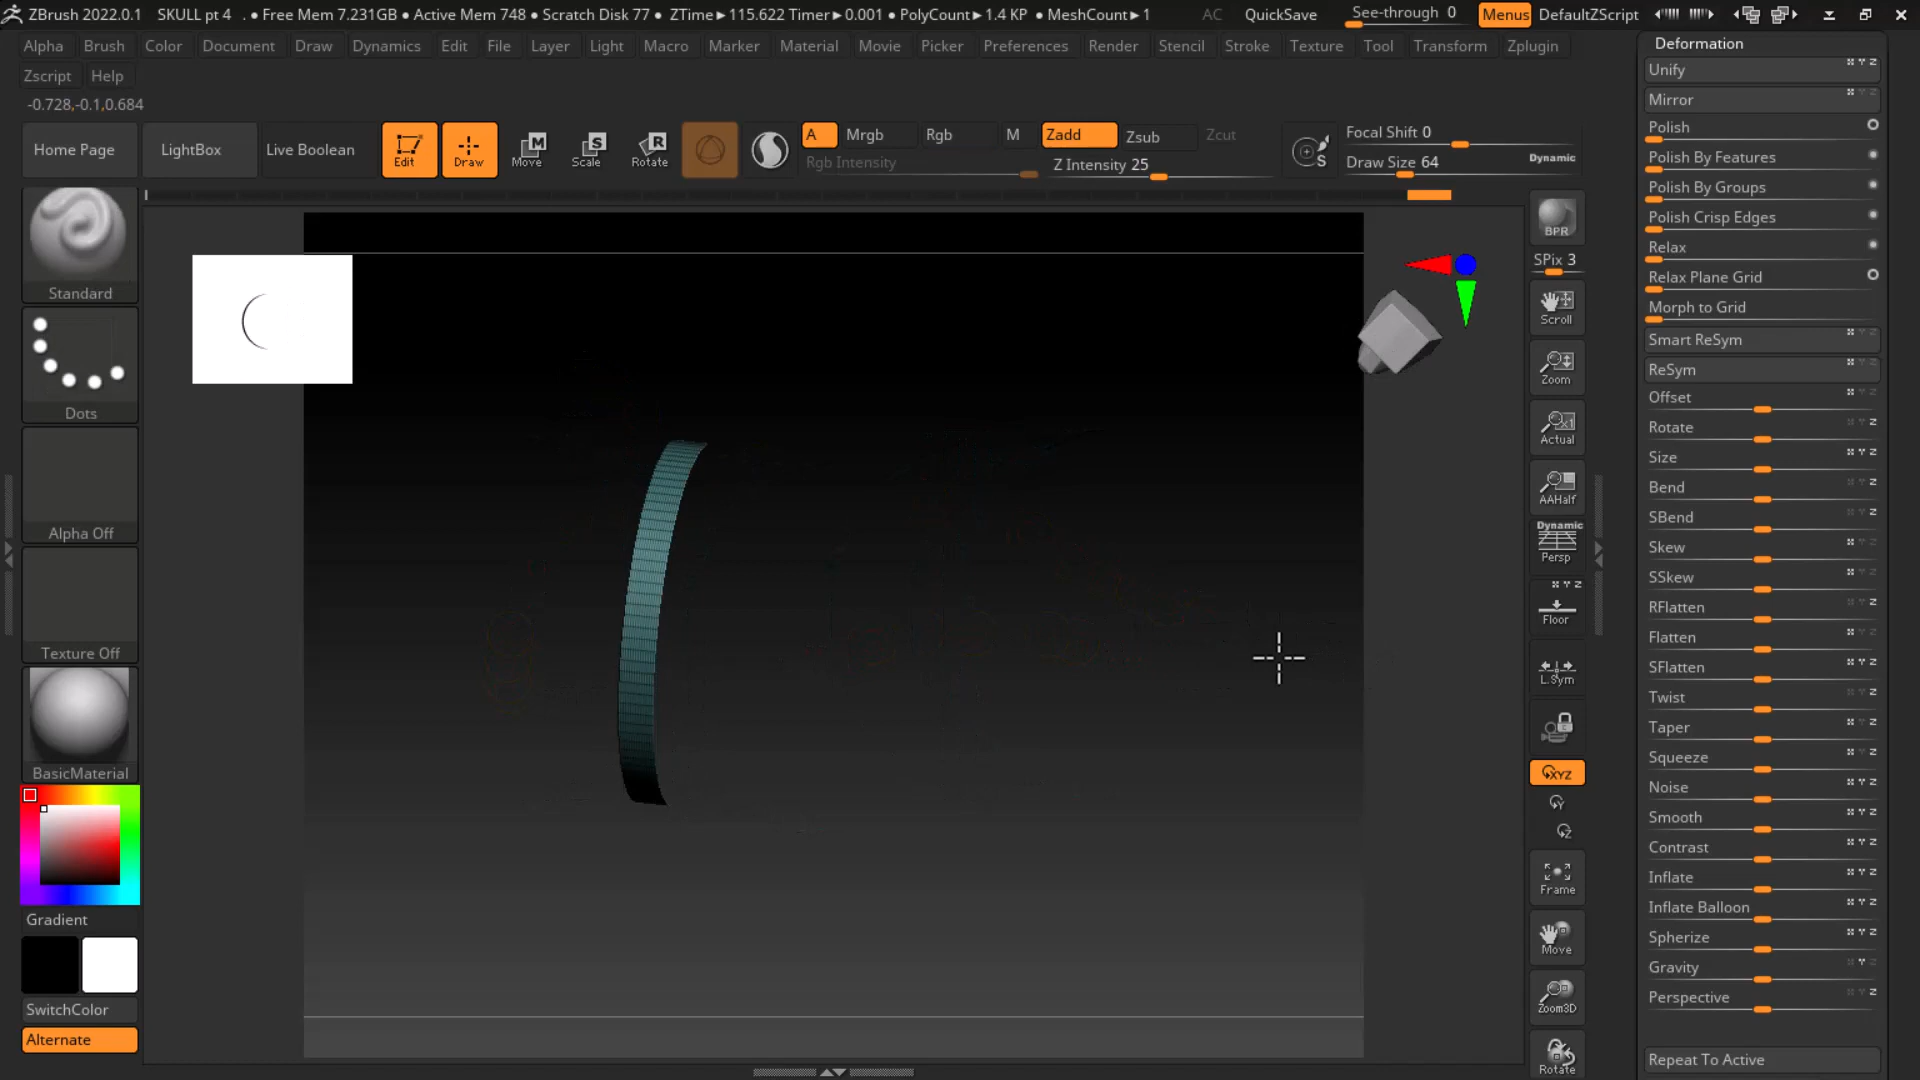 ZBrush 2022.0.1 SKULL pt 4 . • Free Mem 7.231GB • Active Mem 748 • Scratch Disk 77 • ZTime►115.622 Timer►0.001 • PolyCount►1.4 KP • MeshCount►1 AC QuickSave See-through 0 Menus DefaultZScript
Alpha Brush Color Document Draw Dynamics Edit File Layer Light Macro Marker Material Movie Picker Preferences Render Stencil Stroke Texture Tool Transform Zplugin
Zscript Help
-0.728,-0.1,0.684
Home Page LightBox Live Boolean Edit Draw Move Scale Rotate A Mrgb Rgb M Zadd Zsub Zcut Focal Shift 0
Rgb Intensity Z Intensity 25 S Draw Size 64 Dynamic
Standard
Dots
Alpha Off
Texture Off
BasicMaterial
Gradient
SwitchColor
Alternate
BPR
SPix 3
Scroll
Zoom
Actual
AAHalf
Dynamic
Persp
Floor
L.Sym
XYZ
Y
Z
Frame
Move
Zoom3D
Rotate
Deformation
Unify
Mirror
Polish
Polish By Features
Polish By Groups
Polish Crisp Edges
Relax
Relax Plane Grid
Morph to Grid
Smart ReSym
ReSym
Offset
Rotate
Size
Bend
SBend
Skew
SSkew
RFlatten
Flatten
SFlatten
Twist
Taper
Squeeze
Noise
Smooth
Contrast
Inflate
Inflate Balloon
Spherize
Gravity
Perspective
Repeat To Active